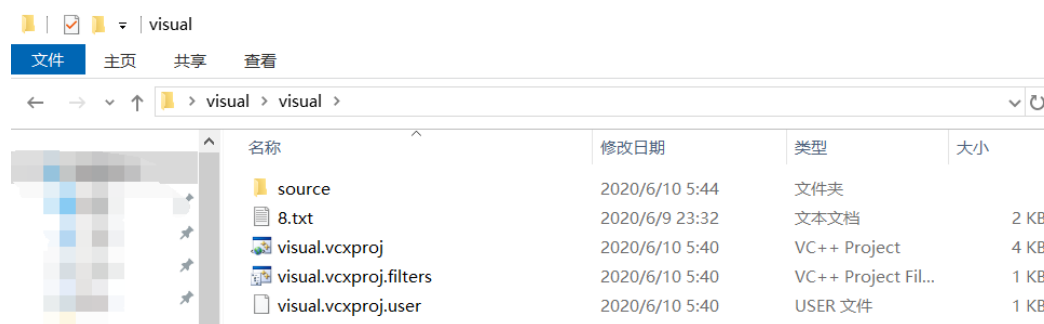 visual
文件 主页 共享 查看
visual > visual >
名称 修改日期 类型 大小
source 2020/6/10 5:44 文件夹
8.txt 2020/6/9 23:32 文本文档 2 KB
visual.vcxproj 2020/6/10 5:40 VC++ Project 4 KB
visual.vcxproj.filters 2020/6/10 5:40 VC++ Project Fil... 1 KB
visual.vcxproj.user 2020/6/10 5:40 USER 文件 1 KB